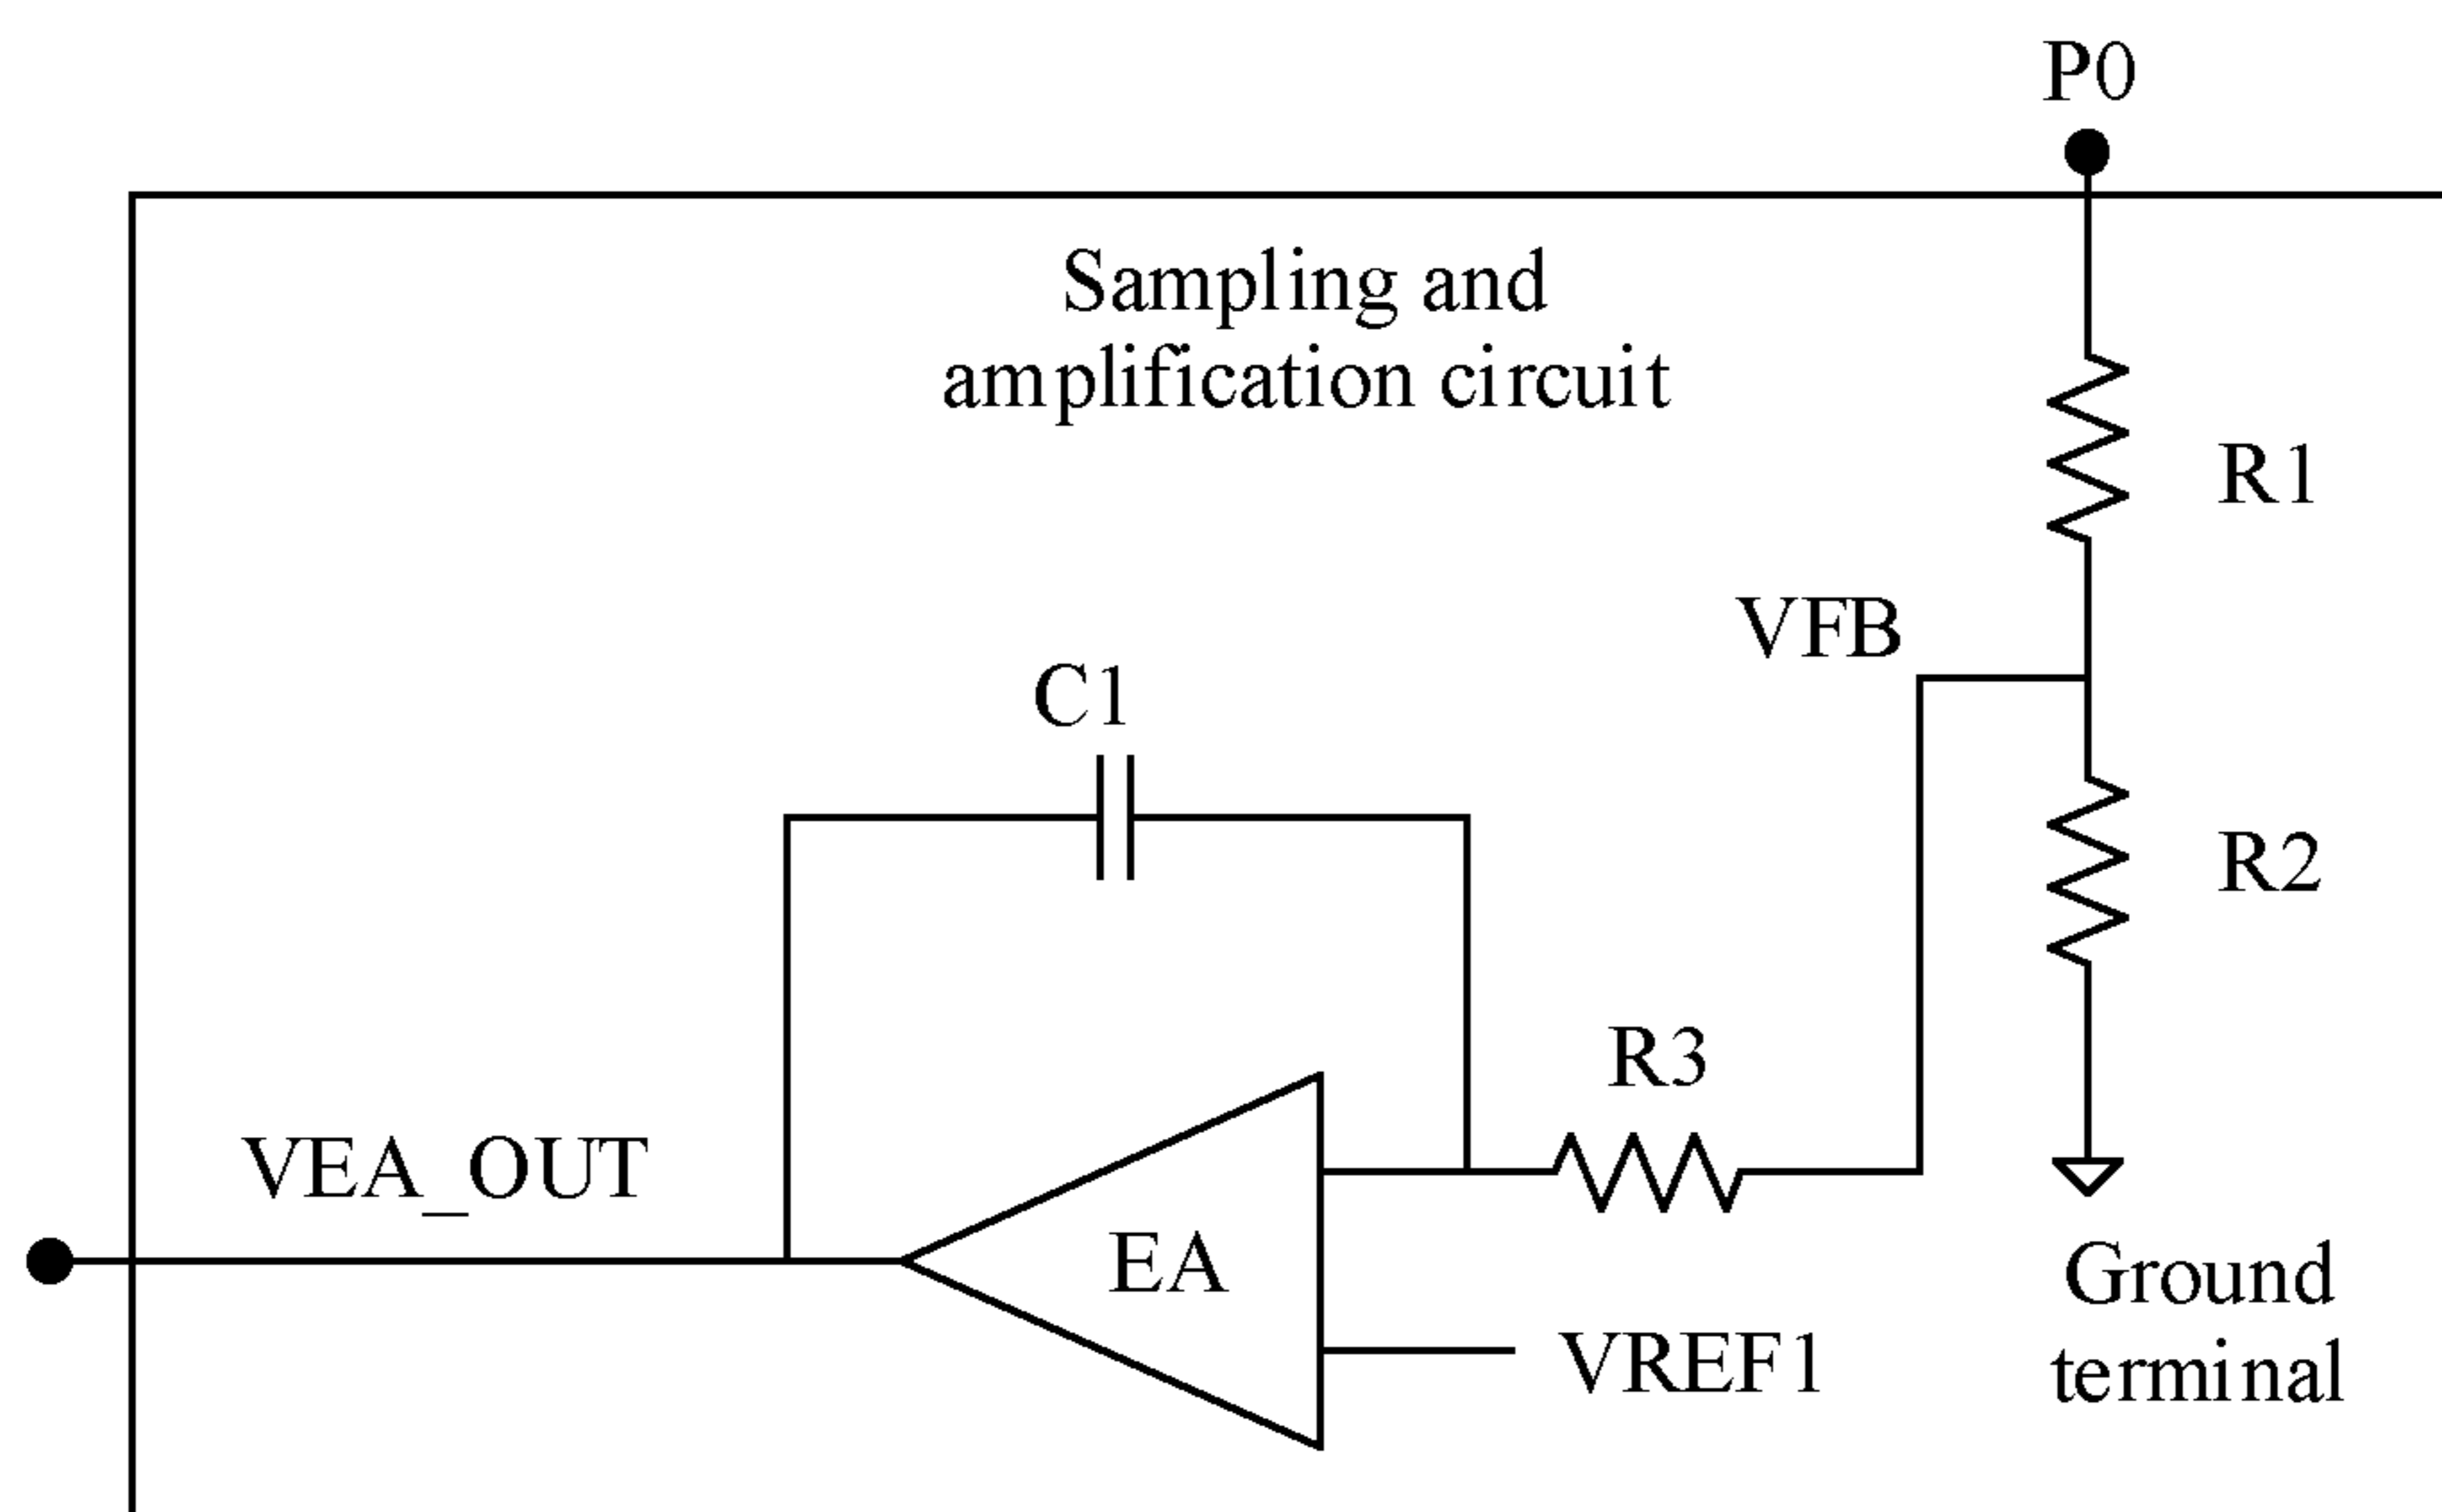 P0
Sampling and
amplification circuit
R1
VFB
C1
R2
R3
VEA_OUT
EA
Ground
terminal
VREF1